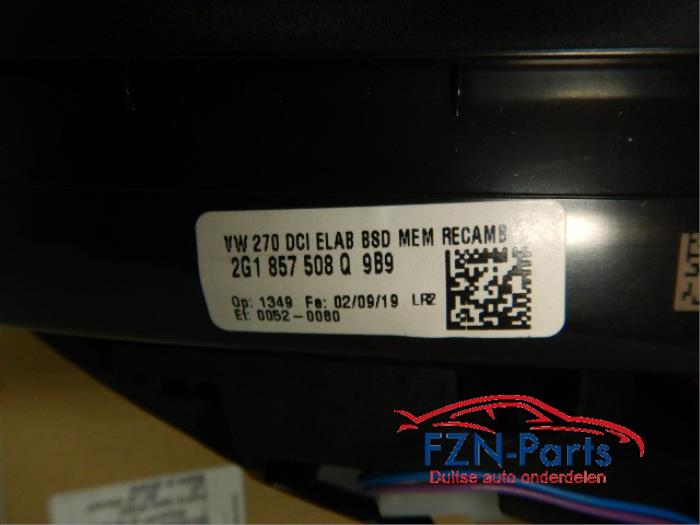 VW 270 DCI ELAB BSD MEM RECAMB
2G1 857 508 Q 9B9
Op: 1349 Fe: 02/09/19 LR2
Et: 0052-0080
FZN-Parts
Duitse auto onderdelen